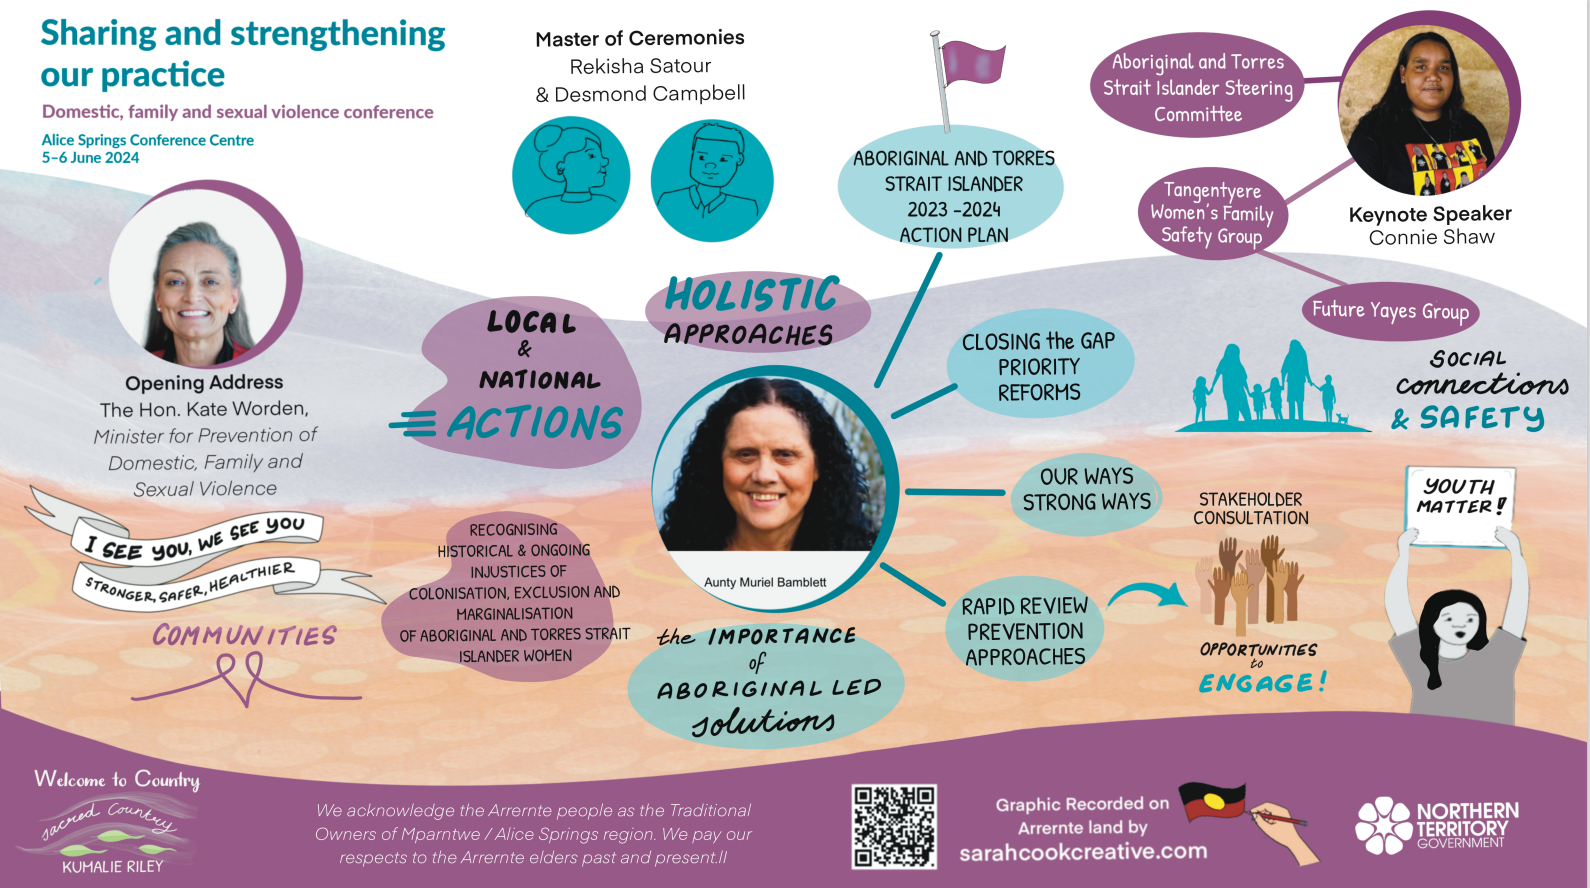 Sharing and strengthening
our practice
Domestic, family and sexual violence conference
Alice Springs Conference Centre
5–6 June 2024
Master of Ceremonies
Rekisha Satour
& Desmond Campbell
ABORIGINAL AND TORRES
STRAIT ISLANDER
2023 -2024
ACTION PLAN
Aboriginal and Torres
Strait Islander Steering
Committee
Tangentyere
Women's Family
Safety Group
Future Yayes Group
Keynote Speaker
Connie Shaw
Opening Address
The Hon. Kate Worden,
Minister for Prevention of
Domestic, Family and
Sexual Violence
I SEE YOU, WE SEE YOU
STRONGER, SAFER, HEALTHIER
COMMUNITIES
LOCAL
&
NATIONAL
ACTIONS
HOLISTIC
APPROACHES
RECOGNISING
HISTORICAL & ONGOING
INJUSTICES OF
COLONISATION, EXCLUSION AND
MARGINALISATION
OF ABORIGINAL AND TORRES STRAIT
ISLANDER WOMEN
Aunty Muriel Bamblett
the IMPORTANCE
of
ABORIGINAL LED
solutions
CLOSING the GAP
PRIORITY
REFORMS
OUR WAYS
STRONG WAYS
RAPID REVIEW
PREVENTION
APPROACHES
SOCIAL
connections
& SAFETY
STAKEHOLDER
CONSULTATION
OPPORTUNITIES
to
ENGAGE!
YOUTH
MATTER!
Welcome to Country
Sacred Country
KUMALIE RILEY
We acknowledge the Arrernte people as the Traditional
Owners of Mparntwe / Alice Springs region. We pay our
respects to the Arrernte elders past and present.ll
Graphic Recorded on
Arrernte land by
sarahcookcreative.com
NORTHERN
TERRITORY
GOVERNMENT